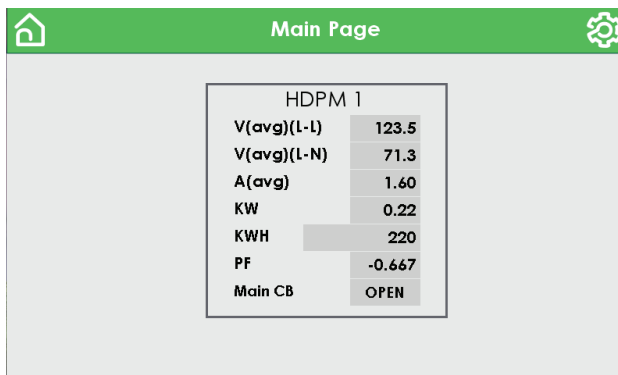 Main Page
HDPM 1
V(avg)(L-L) 123.5
V(avg)(L-N) 71.3
A(avg) 1.60
KW 0.22
KWH 220
PF -0.667
Main CB OPEN